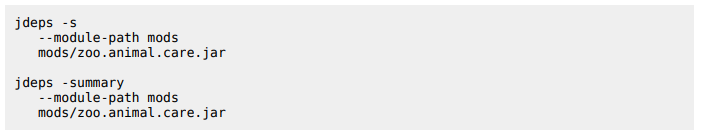 jdeps -s
--module-path mods
mods/zoo.animal.care.jar
jdeps -summary
--module-path mods
mods/zoo.animal.care.jar